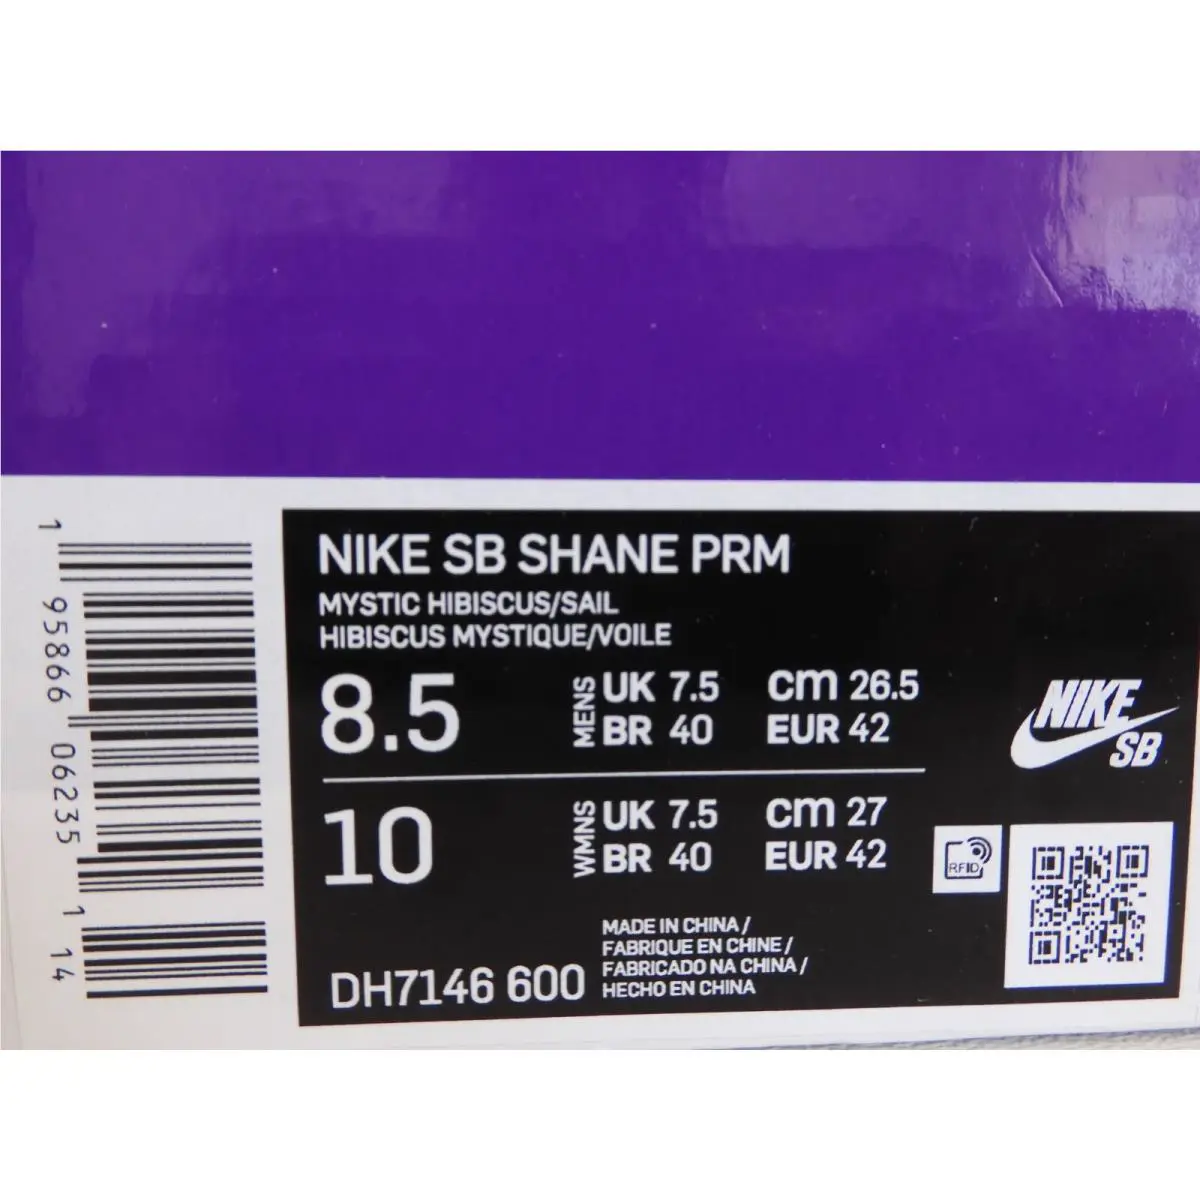 NIKE SB SHANE PRM
MYSTIC HIBISCUS/SAIL
HIBISCUS MYSTIQUE/VOILE
8.5 MENS UK 7.5 cm 26.5
BR 40 EUR 42
10 WMNS UK 7.5 cm 27
BR 40 EUR 42
NIKE
SB
RFID
MADE IN CHINA /
FABRIQUE EN CHINE /
FABRICADO NA CHINA /
HECHO EN CHINA
DH7146 600
1 95866 06235 1 14